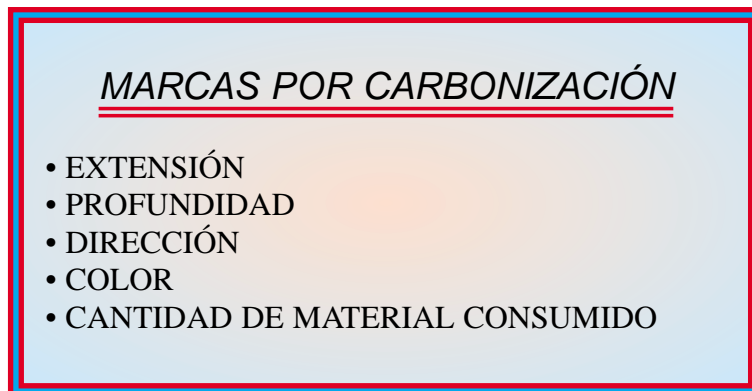 MARCAS POR CARBONIZACIÓN
• EXTENSIÓN
• PROFUNDIDAD
• DIRECCIÓN
• COLOR
• CANTIDAD DE MATERIAL CONSUMIDO